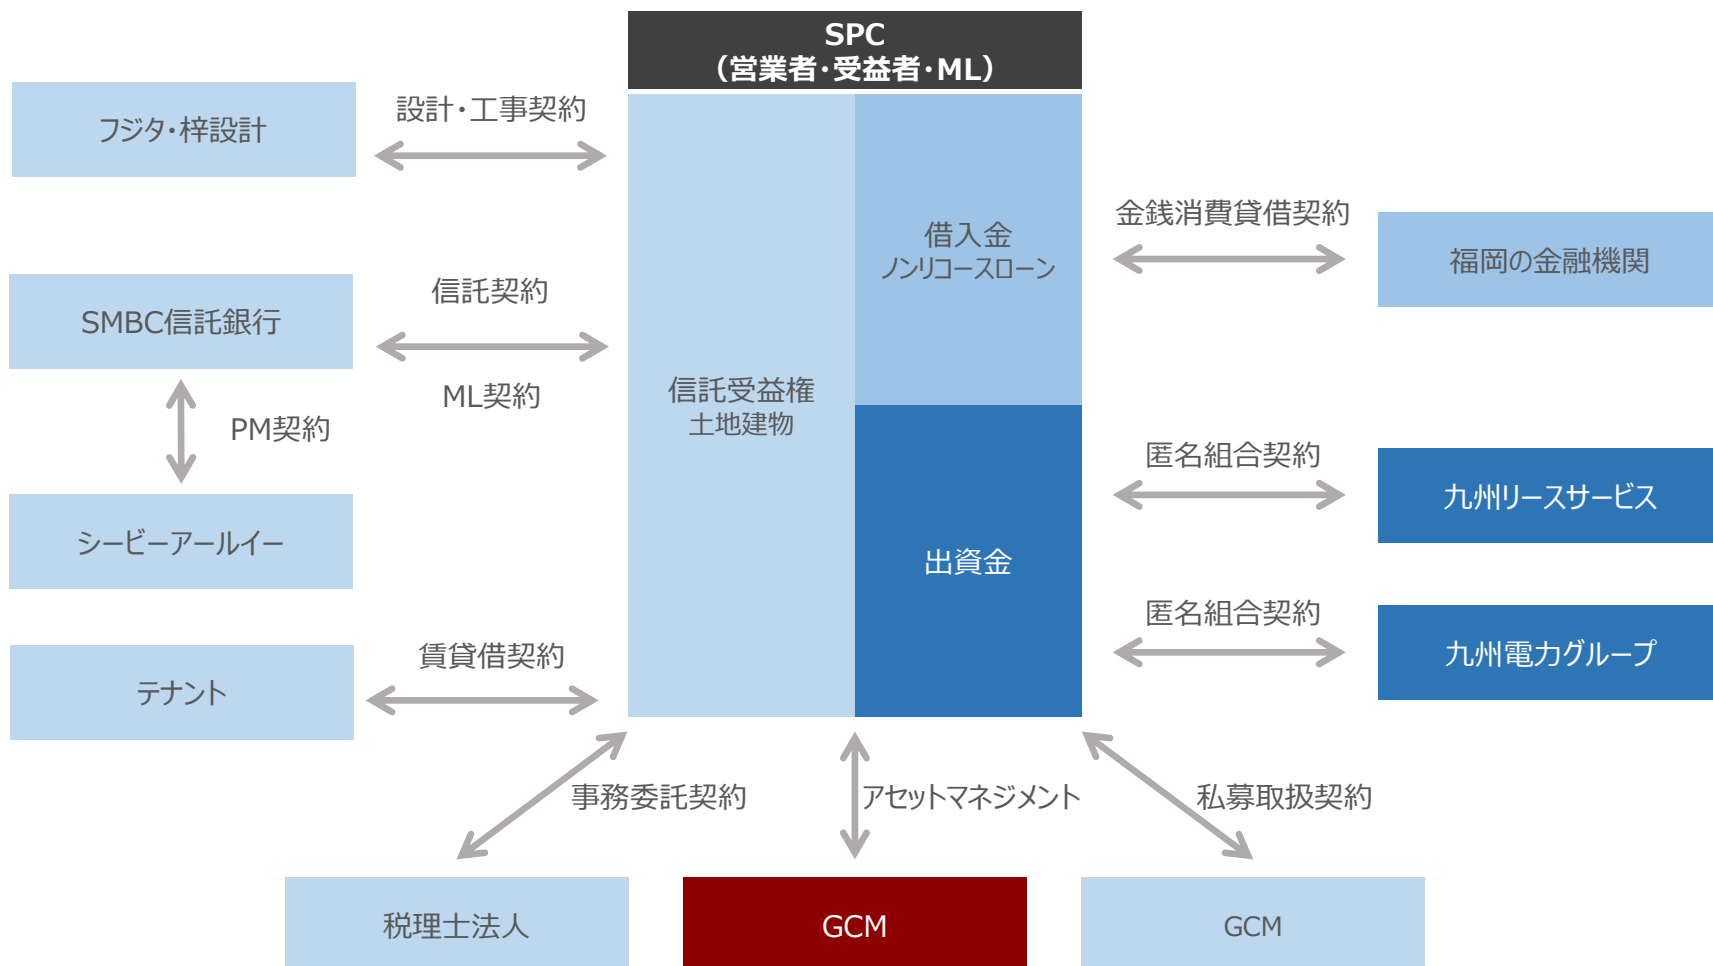 SPC
（営業者・受益者・ML）
フジタ・梓設計
設計・工事契約
借入金
ノンリコースローン
金銭消費貸借契約
福岡の金融機関
SMBC信託銀行
信託契約
ML契約
信託受益権
土地建物
PM契約
シービーアールイー
出資金
匿名組合契約
九州リースサービス
匿名組合契約
九州電力グループ
テナント
賃貸借契約
事務委託契約
アセットマネジメント
私募取扱契約
税理士法人
GCM
GCM